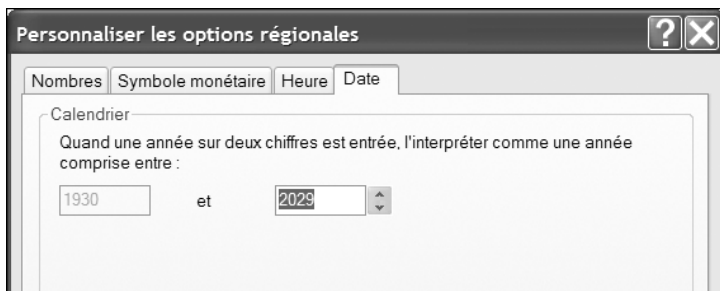 Personnaliser les options régionales
Nombres Symbole monétaire Heure Date
Calendrier
Quand une année sur deux chiffres est entrée, l'interpréter comme une année
comprise entre :
1930 et 2029